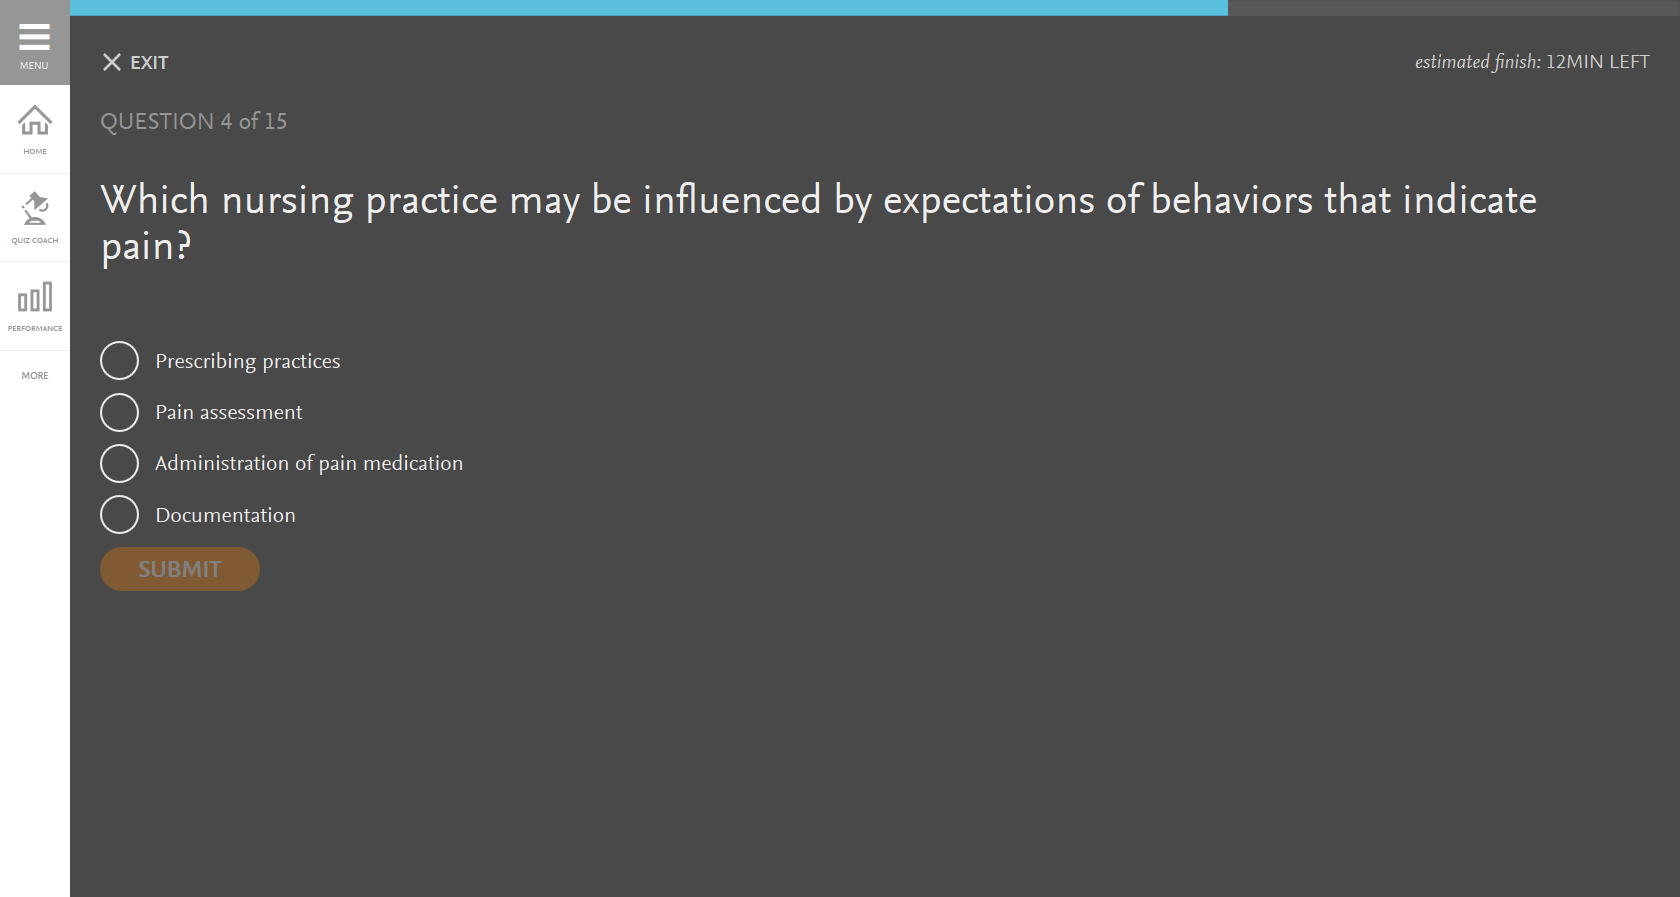 MENU
HOME
QUIZ COACH
PERFORMANCE
MORE
EXIT
estimated finish: 12MIN LEFT
QUESTION 4 of 15
Which nursing practice may be influenced by expectations of behaviors that indicate
pain?
Prescribing practices
Pain assessment
Administration of pain medication
Documentation
SUBMIT